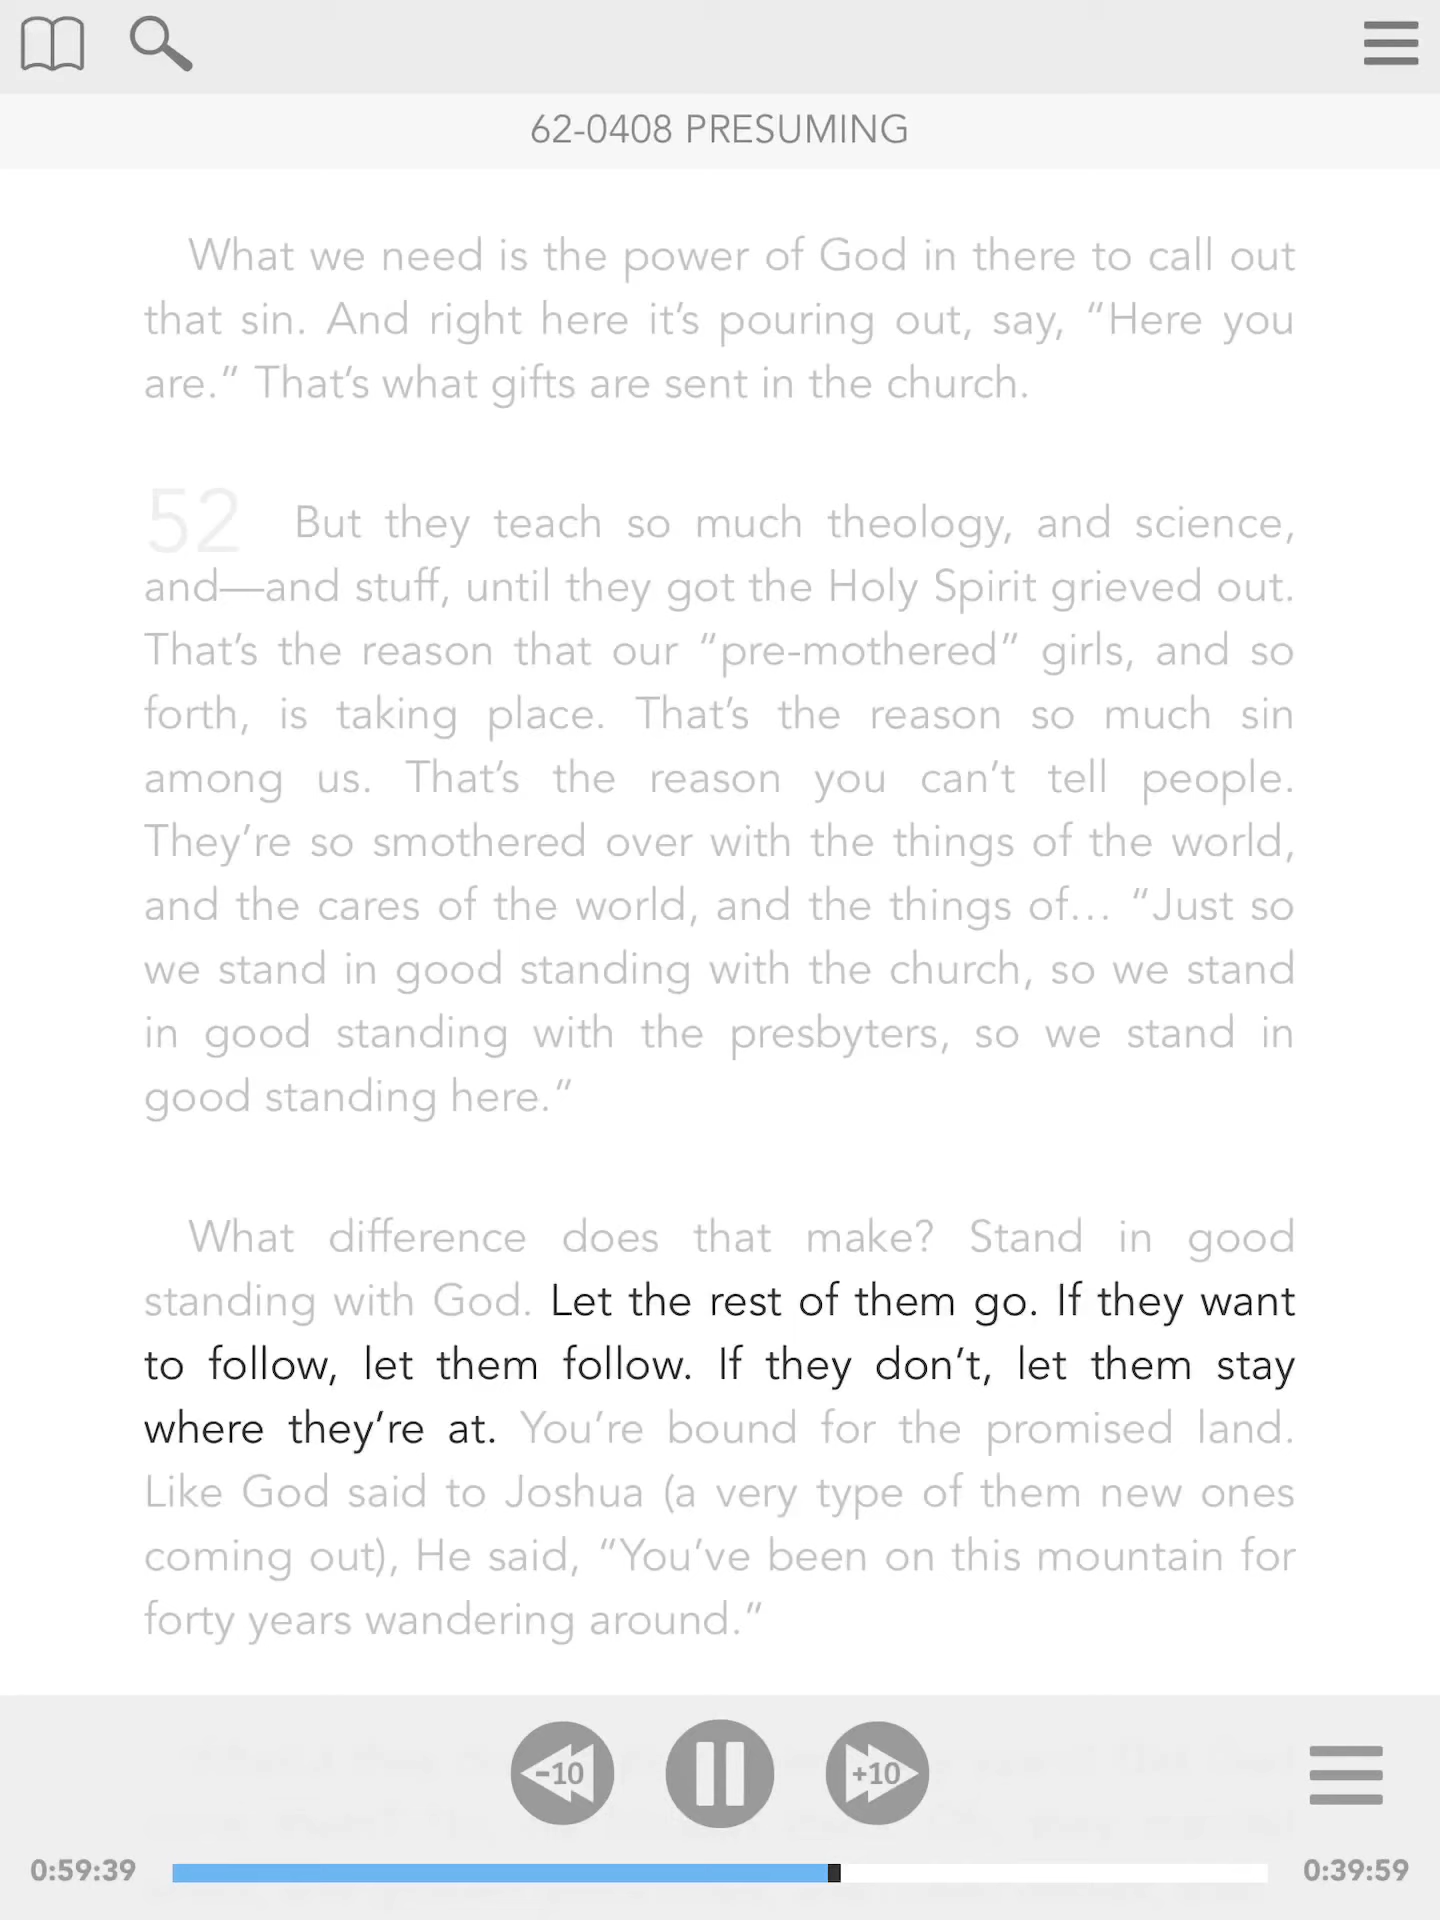 62-0408 PRESUMING
What we need is the power of God in there to call out
that sin. And right here it’s pouring out, say, “Here you
are.” That’s what gifts are sent in the church.
52 But they teach so much theology, and science,
and—and stuff, until they got the Holy Spirit grieved out.
That’s the reason that our “pre-mothered” girls, and so
forth, is taking place. That’s the reason so much sin
among us. That’s the reason you can’t tell people.
They’re so smothered over with the things of the world,
and the cares of the world, and the things of… “Just so
we stand in good standing with the church, so we stand
in good standing with the presbyters, so we stand in
good standing here.”
What difference does that make? Stand in good
standing with God. Let the rest of them go. If they want
to follow, let them follow. If they don’t, let them stay
where they’re at. You’re bound for the promised land.
Like God said to Joshua (a very type of them new ones
coming out), He said, “You’ve been on this mountain for
forty years wandering around.”
-10 +10
0:59:39 0:39:59